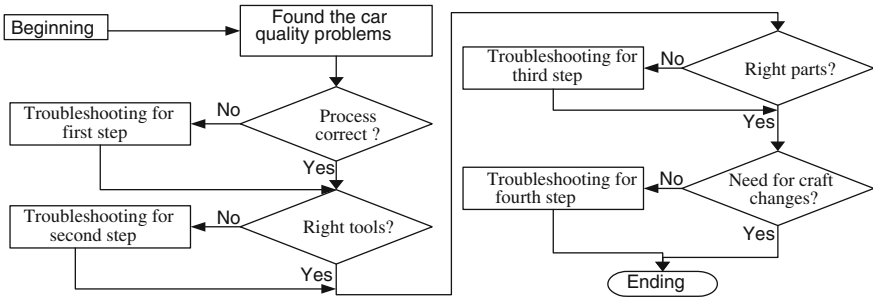 Beginning
Found the car
quality problems
Process
correct ?
No
Troubleshooting for
first step
Yes
Right tools?
No
Troubleshooting for
second step
Yes
Right parts?
No
Troubleshooting for
third step
Yes
Need for craft
changes?
No
Troubleshooting for
fourth step
Yes
Ending